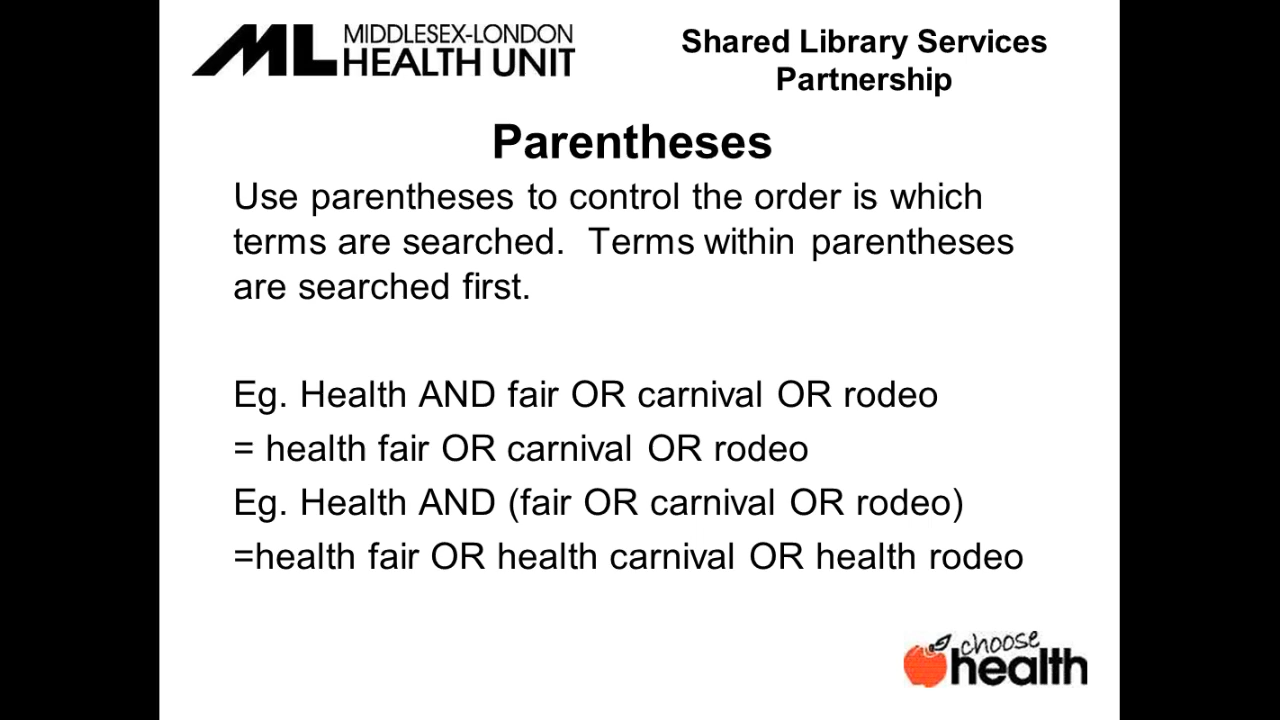 ML MIDDLESEX-LONDON
HEALTH UNIT
Shared Library Services
Partnership
Parentheses
Use parentheses to control the order is which
terms are searched. Terms within parentheses
are searched first.
Eg. Health AND fair OR carnival OR rodeo
= health fair OR carnival OR rodeo
Eg. Health AND (fair OR carnival OR rodeo)
=health fair OR health carnival OR health rodeo
choose
health